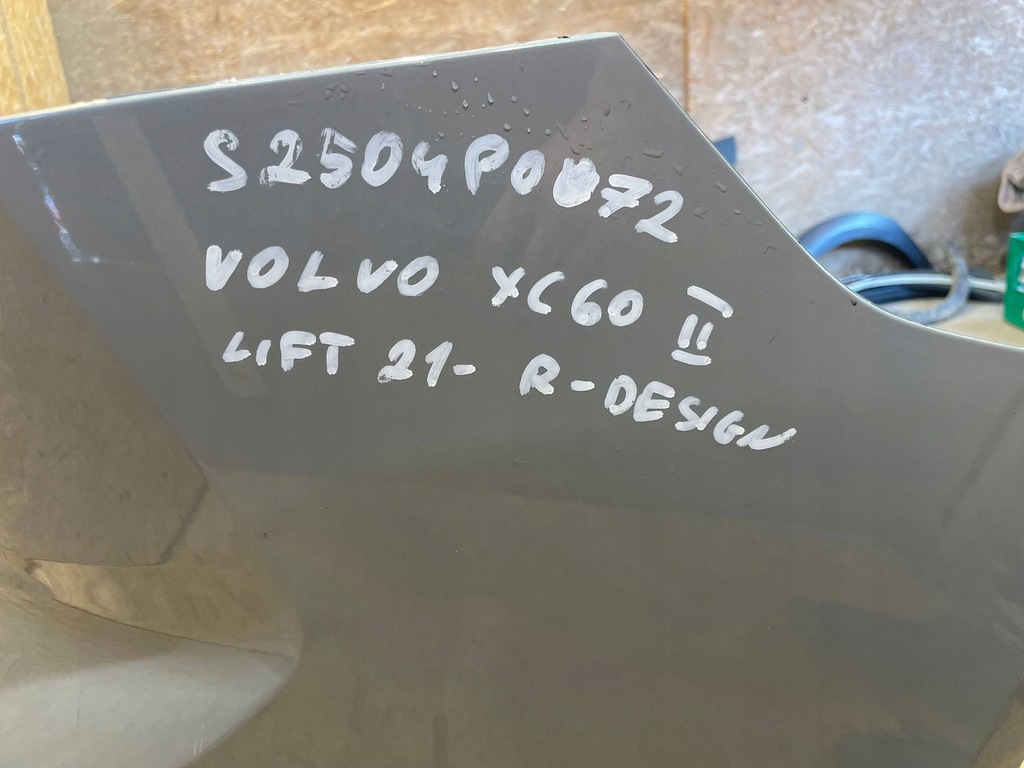 S2504P0072
VOLVO XC60 II
LIFT 21- R-DESIGN